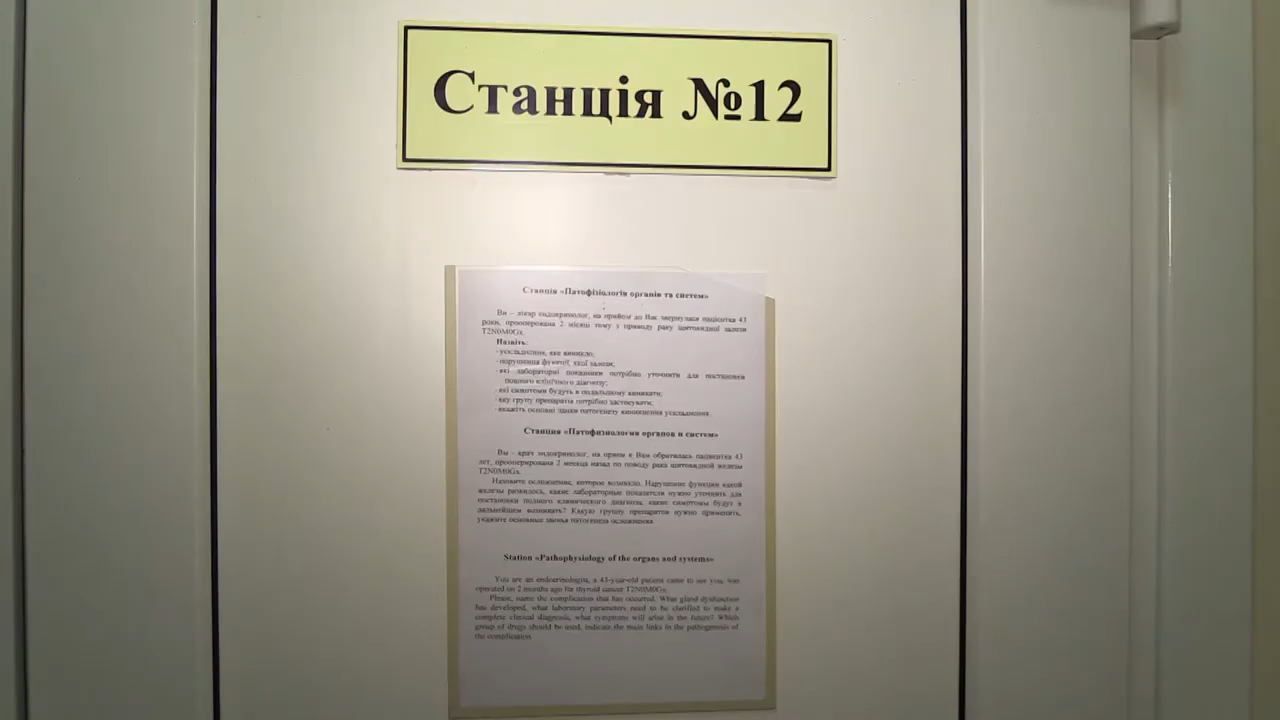 Станція №12
Станція «Патофізіологія органів та систем»
Ви – лікар ендокринолог, на прийом до Вас звернулася пацієнтка 43
роки, прооперована 2 місяці тому з приводу раку щитовидної залози
T2N0M0Gx.
Назвіть:
- ускладнення, яке виникло;
- порушення функції, якої залози;
- які лабораторні показники потрібно уточнити для постановки
повного клінічного діагнозу;
- які симптоми будуть в подальшому виникати;
- яку групу препаратів потрібно застосувати;
- вкажіть основні ланки патогенезу виникнення ускладнення.
Станция «Патофизиология органов и систем»
Вы – врач эндокринолог, на прием к Вам обратилась пациентка 43
лет, прооперирована 2 месяца назад по поводу рака щитовидной железы
T2N0M0Gx.
Назовите осложнение, которое возникло. Нарушение функции какой
железы развилось, какие лабораторные показатели нужно уточнить для
постановки полного клинического диагноза, какие симптомы будут в
дальнейшем возникать? Какую группу препаратов нужно применить,
укажите основные звенья патогенеза осложнения.
Station «Pathophysiology of the organs and systems»
You are an endocrinologist, a 43-year-old patient came to see you, was
operated on 2 months ago for thyroid cancer T2N0M0Gx.
Please, name the complication that has occurred. What gland dysfunction
has developed, what laboratory parameters need to be clarified to make a
complete clinical diagnosis, what symptoms will arise in the future? Which
group of drugs should be used, indicate the main links in the pathogenesis of
the complication.